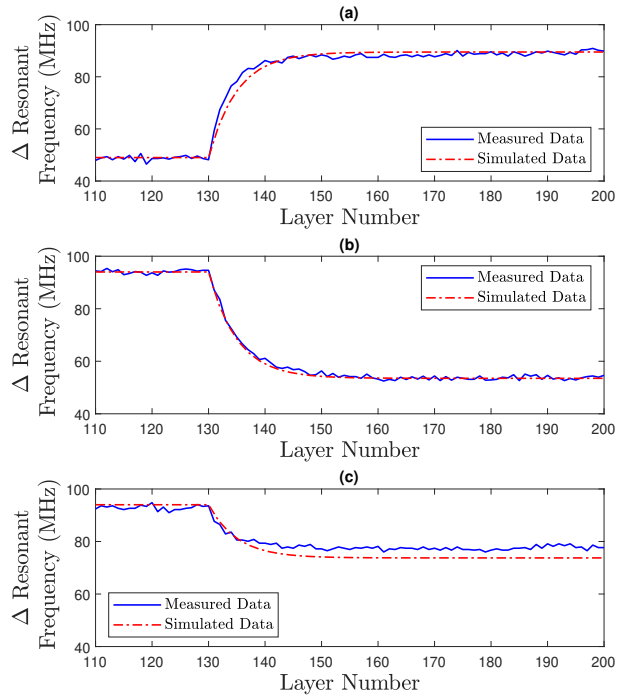 (a)
Δ Resonant
Frequency (MHz)
100
80
60
40
Measured Data
Simulated Data
110 120 130 140 150 160 170 180 190 200
Layer Number
(b)
Δ Resonant
Frequency (MHz)
100
80
60
40
Measured Data
Simulated Data
110 120 130 140 150 160 170 180 190 200
Layer Number
(c)
Δ Resonant
Frequency (MHz)
100
80
60
40
Measured Data
Simulated Data
110 120 130 140 150 160 170 180 190 200
Layer Number